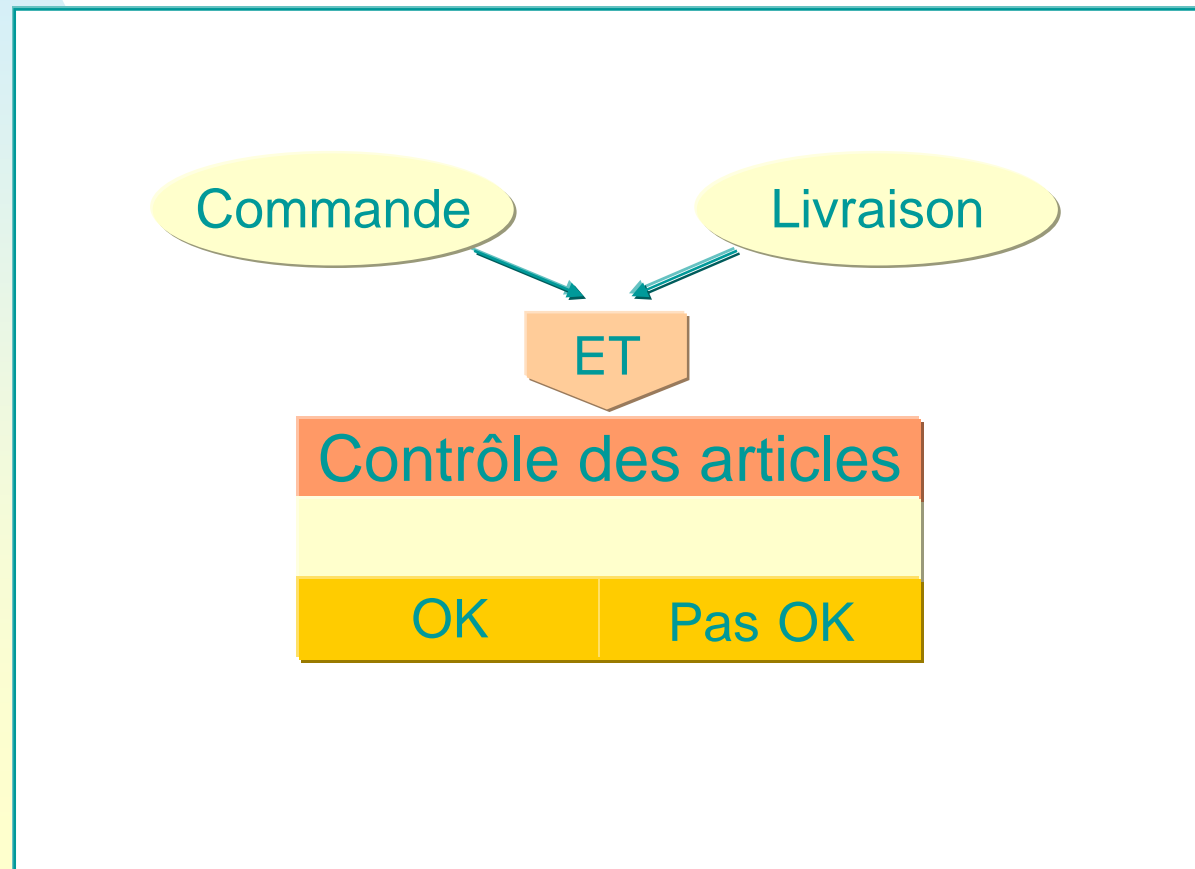 Commande
Livraison
ET
Contrôle des articles
OK
Pas OK